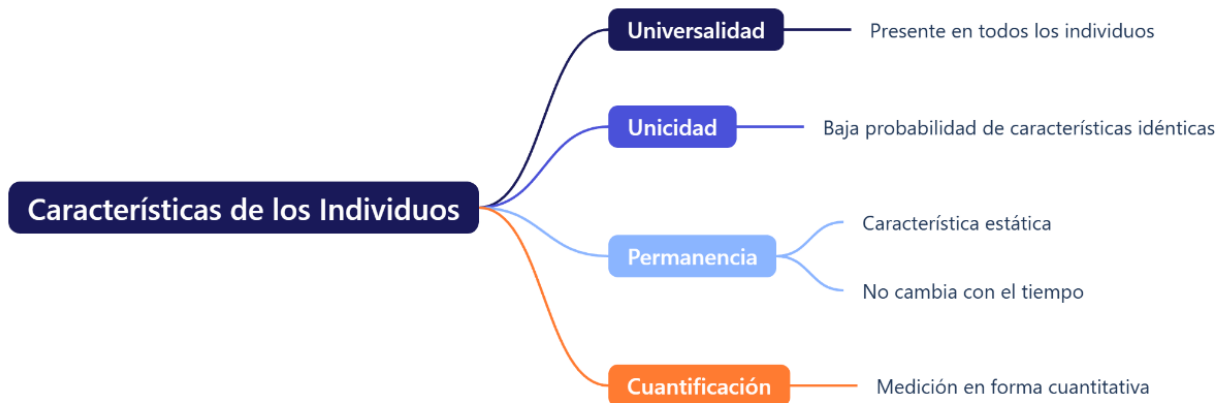 Características de los Individuos
Universalidad
Presente en todos los individuos
Unicidad
Baja probabilidad de características idénticas
Permanencia
Característica estática
No cambia con el tiempo
Cuantificación
Medición en forma cuantitativa